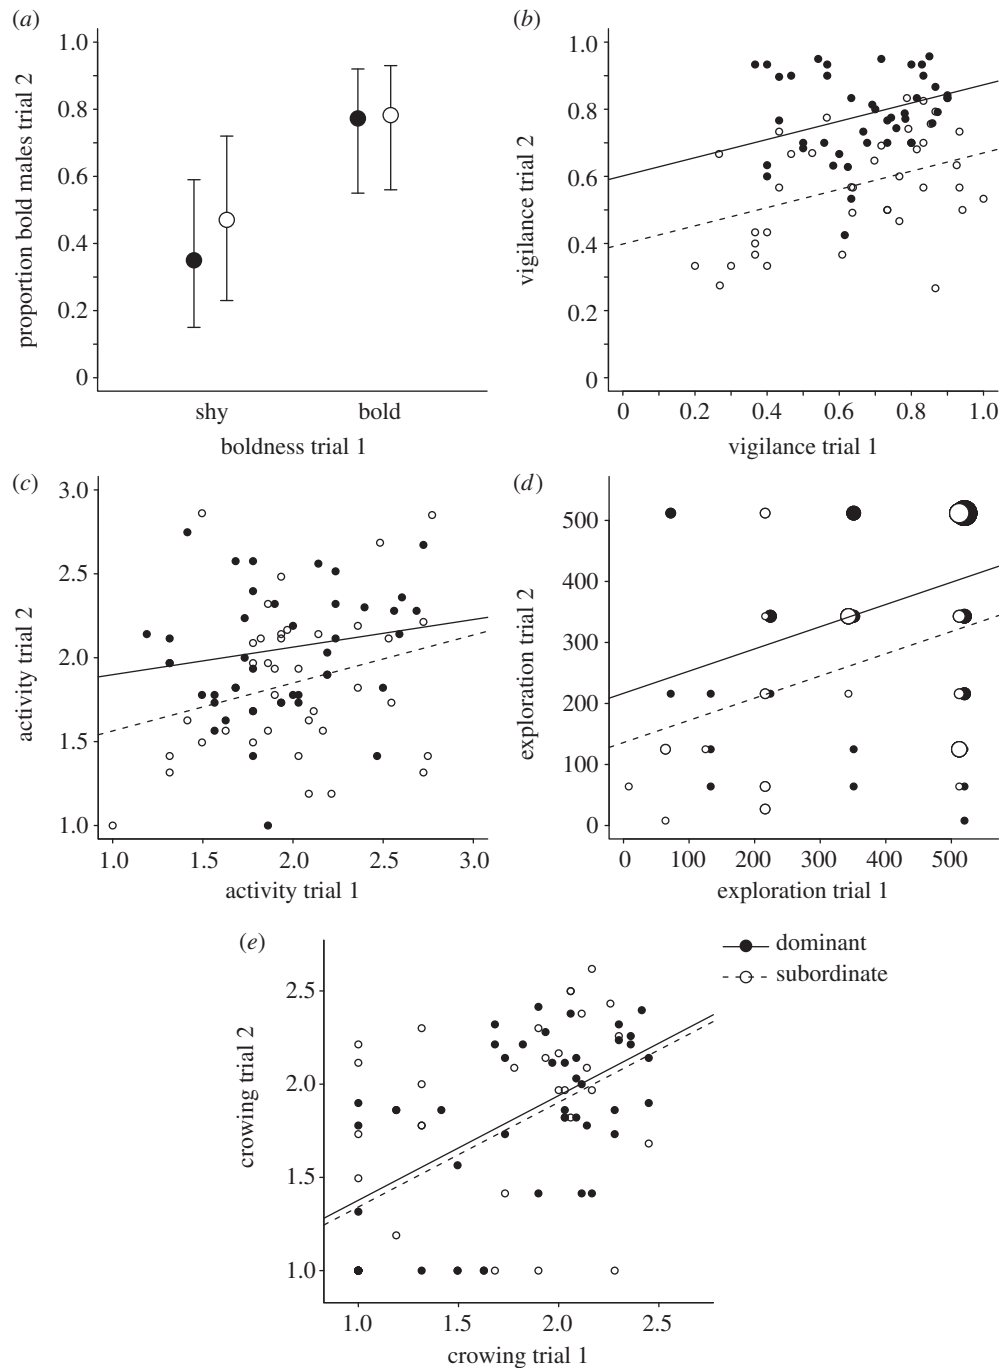 (a)
1.0
0.8
0.6
0.4
0.2
0
proportion bold males trial 2
shy bold
boldness trial 1
(b)
1.0
0.8
0.6
0.4
0.2
0
vigilance trial 2
0 0.2 0.4 0.6 0.8 1.0
vigilance trial 1
(c)
3.0
2.5
2.0
1.5
1.0
activity trial 2
1.0 1.5 2.0 2.5 3.0
activity trial 1
(d)
500
400
300
200
100
0
exploration trial 2
0 100 200 300 400 500
exploration trial 1
(e)
2.5
2.0
1.5
1.0
crowing trial 2
1.0 1.5 2.0 2.5
crowing trial 1
dominant
subordinate